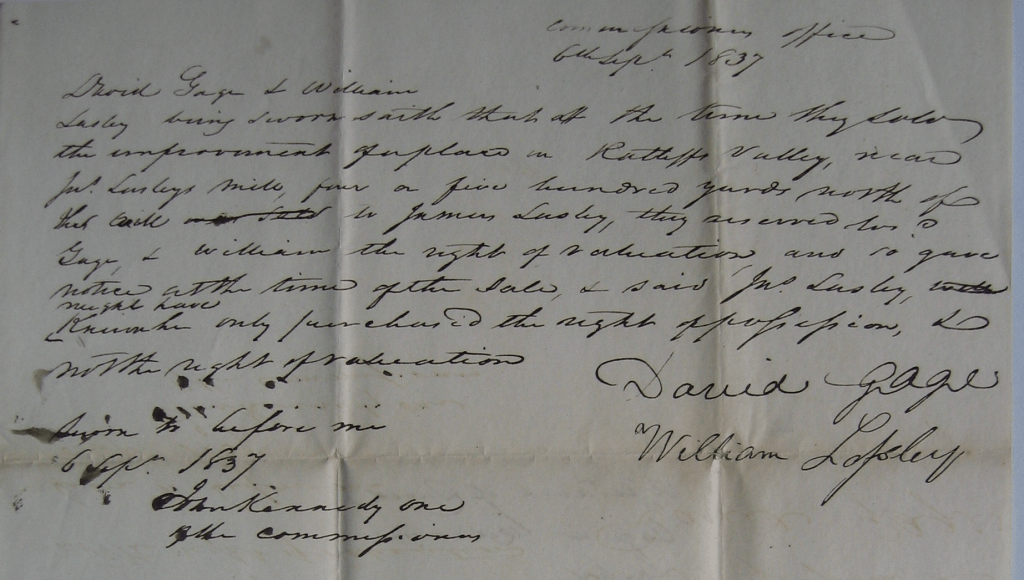 Commissioners office
6th Sept. 1837
David Gage & William
Lasley being sworn saith that at the time they sold
the improvement of a place in Ratliffs Valley, near
Jno. Lasleys Mill, four or five hundred yards north of
the mill to James Lasley, they reserved to D
Gage, & William the right of valuation, and so gave
notice at the time of the sale, & said Jno. Lasley,
might have
Known he only purchased the right of possession, &
not the right of valuation
David Gage
William Lassley
Sworn to before me
6 Sept. 1837
Jno Kennedy one
of the commissioners